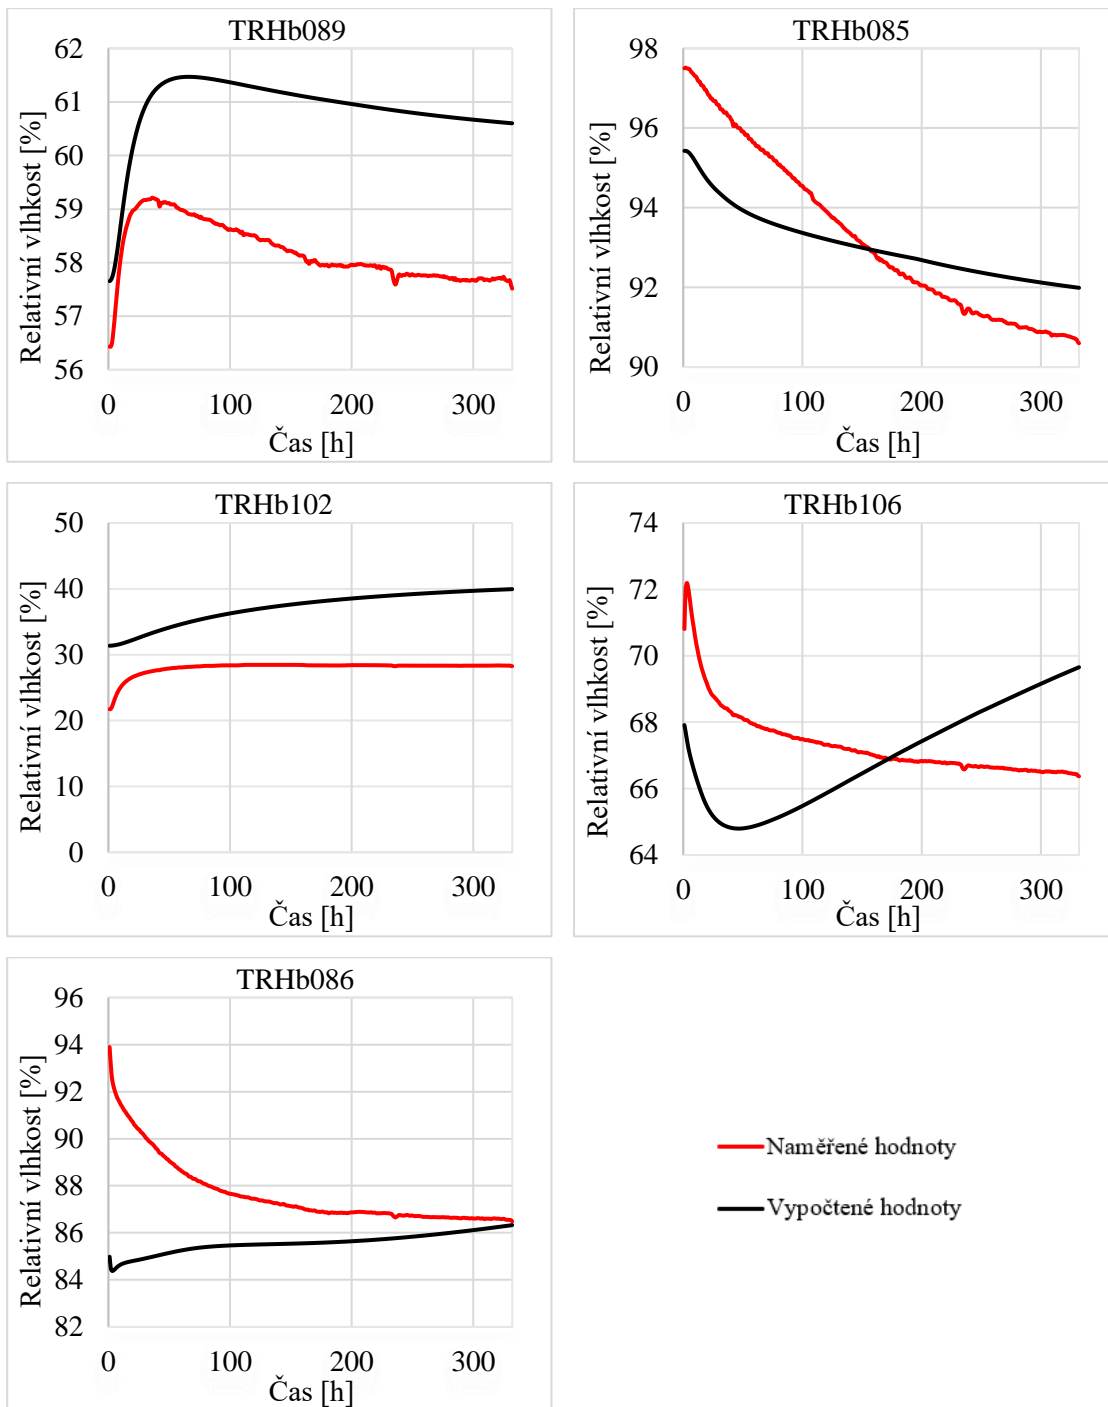 TRHb089
62
61
60
59
58
57
56
0 100 200 300
Relativní vlhkost [%]
Čas [h]
TRHb085
98
96
94
92
90
0 100 200 300
Relativní vlhkost [%]
Čas [h]
TRHb102
50
40
30
20
10
0
0 100 200 300
Relativní vlhkost [%]
Čas [h]
TRHb106
74
72
70
68
66
64
0 100 200 300
Relativní vlhkost [%]
Čas [h]
TRHb086
96
94
92
90
88
86
84
82
0 100 200 300
Relativní vlhkost [%]
Čas [h]
Naměřené hodnoty
Vypočtené hodnoty